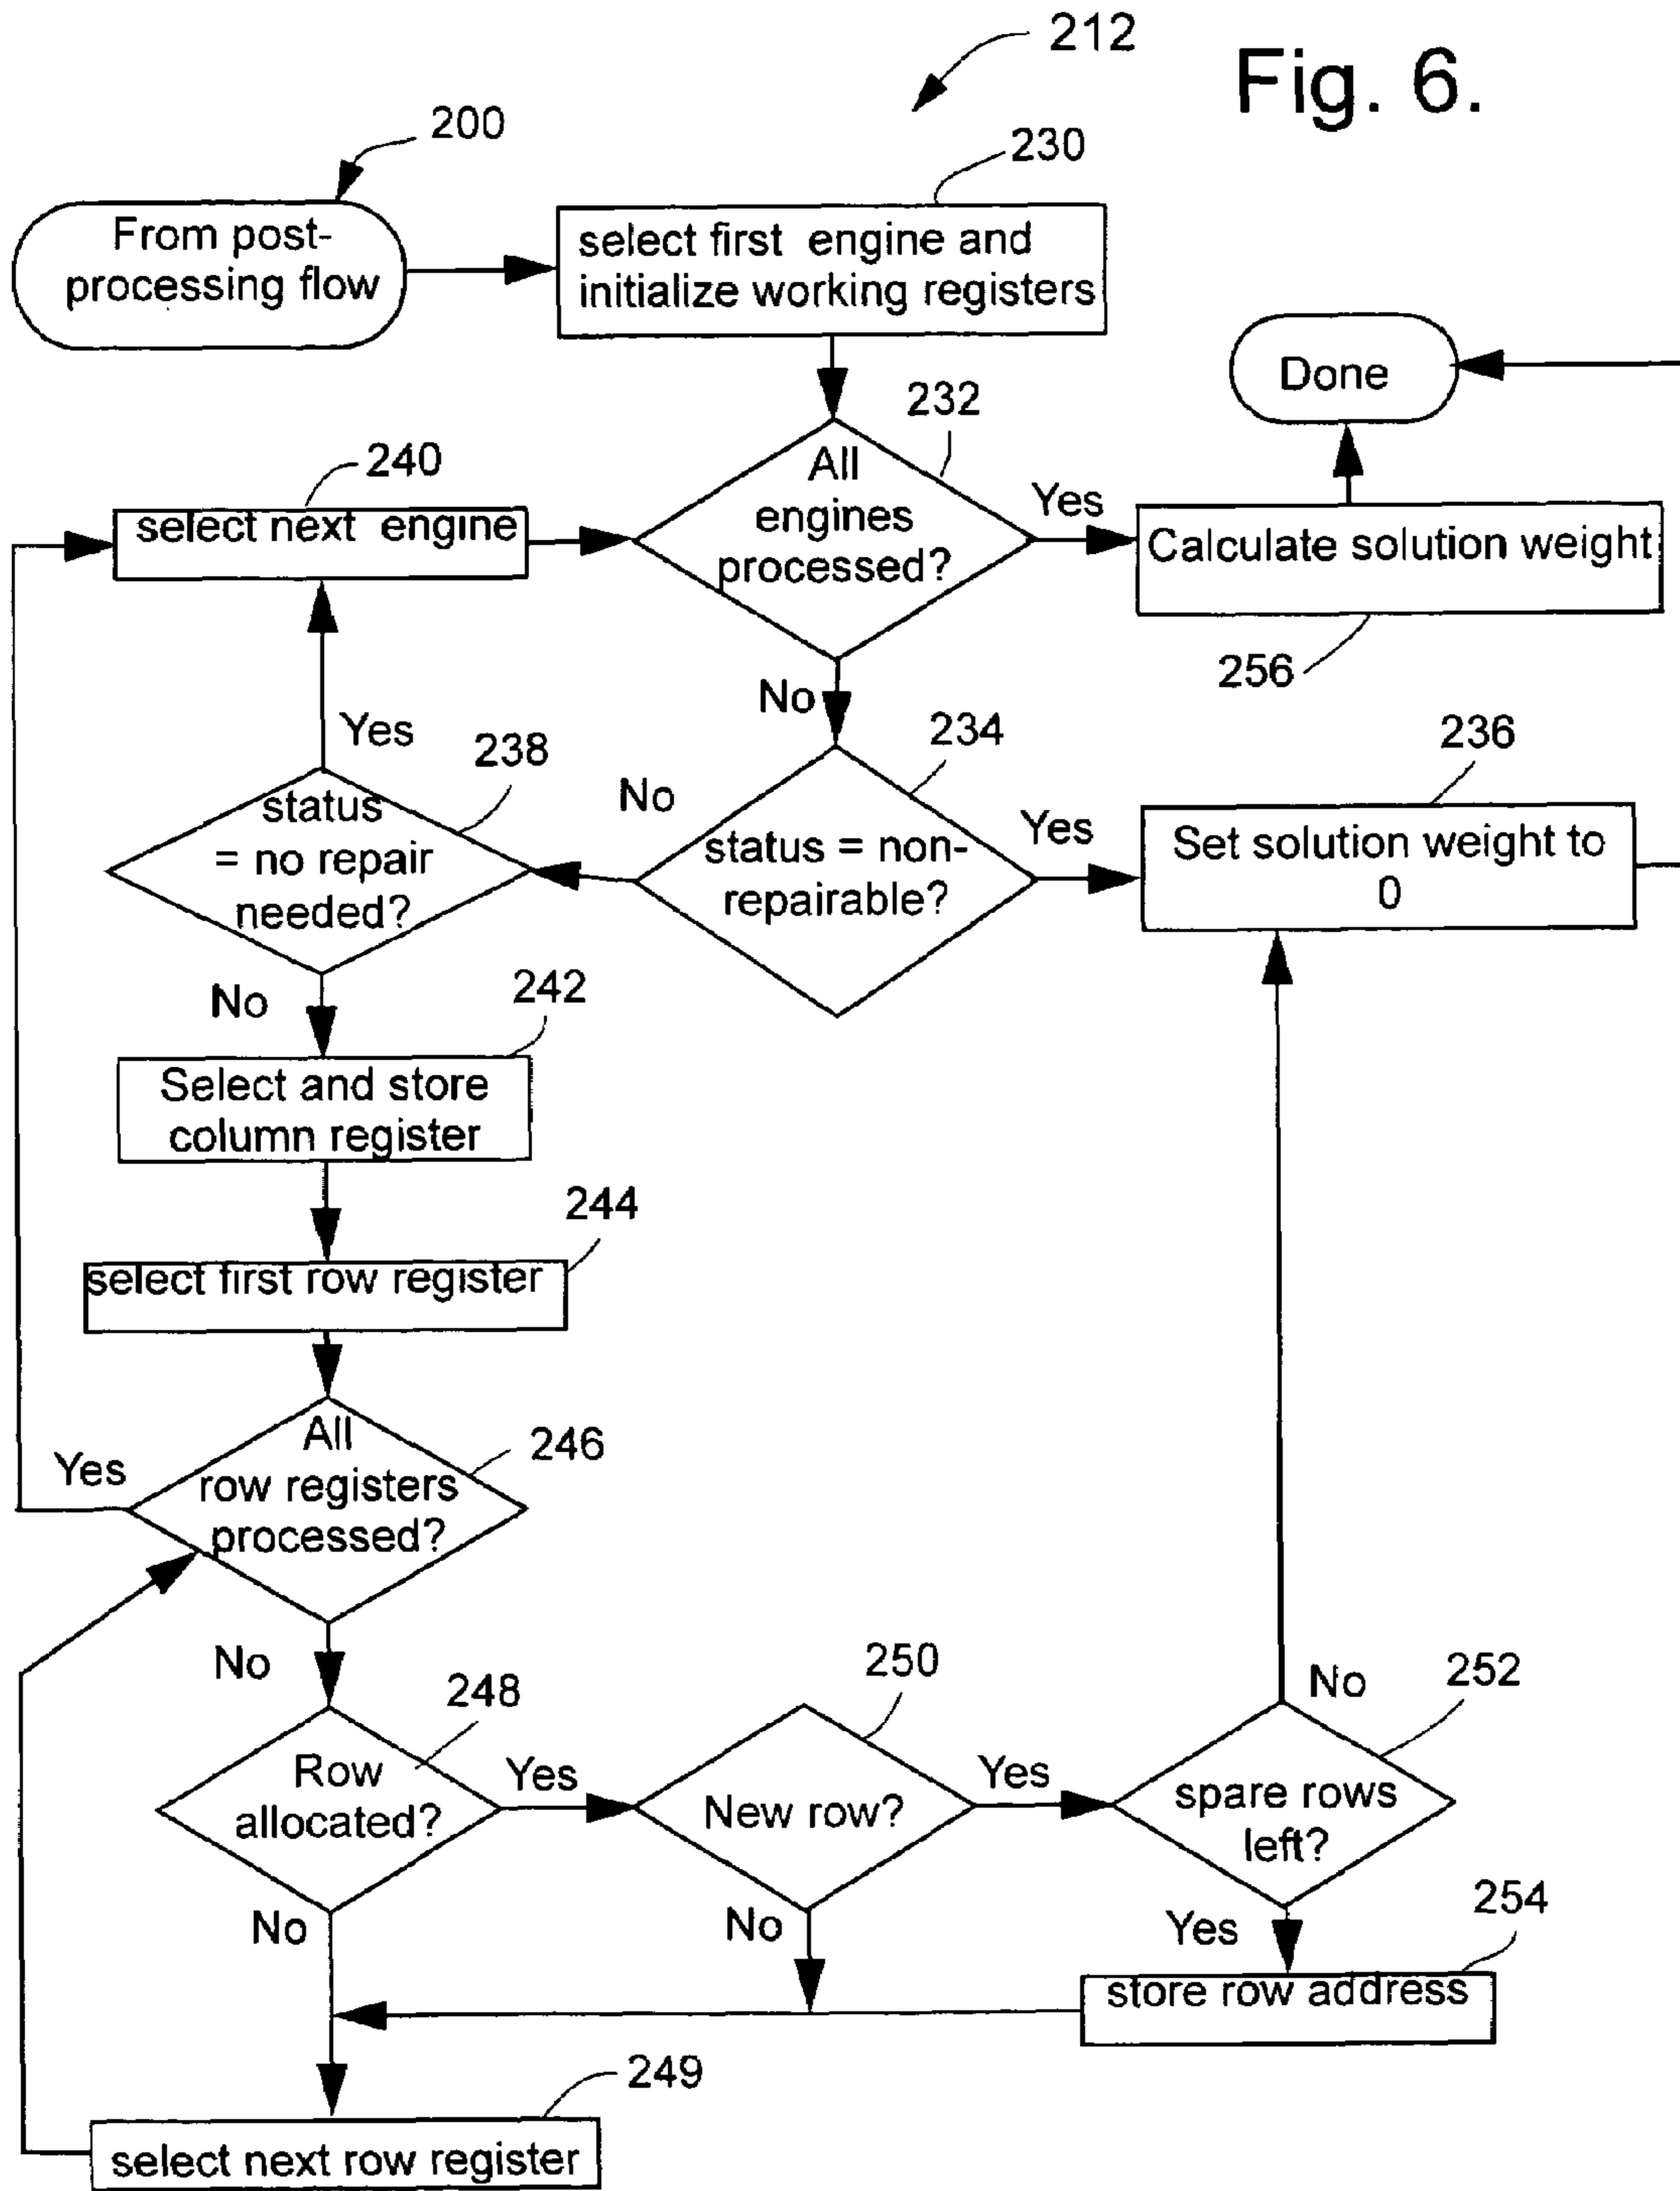 212
Fig. 6.
200
230
From post-
processing flow
select first engine and
initialize working registers
Done
232
240
All
engines
processed?
Yes
select next engine
Calculate solution weight
256
No
Yes
238
234
236
status
= no repair
needed?
No
status = non-
repairable?
Yes
Set solution weight to
0
No
242
Select and store
column register
244
select first row register
All
row registers
processed?
246
Yes
No
248
250
No
252
Row
allocated?
Yes
New row?
Yes
spare rows
left?
No
No
Yes
254
store row address
249
select next row register